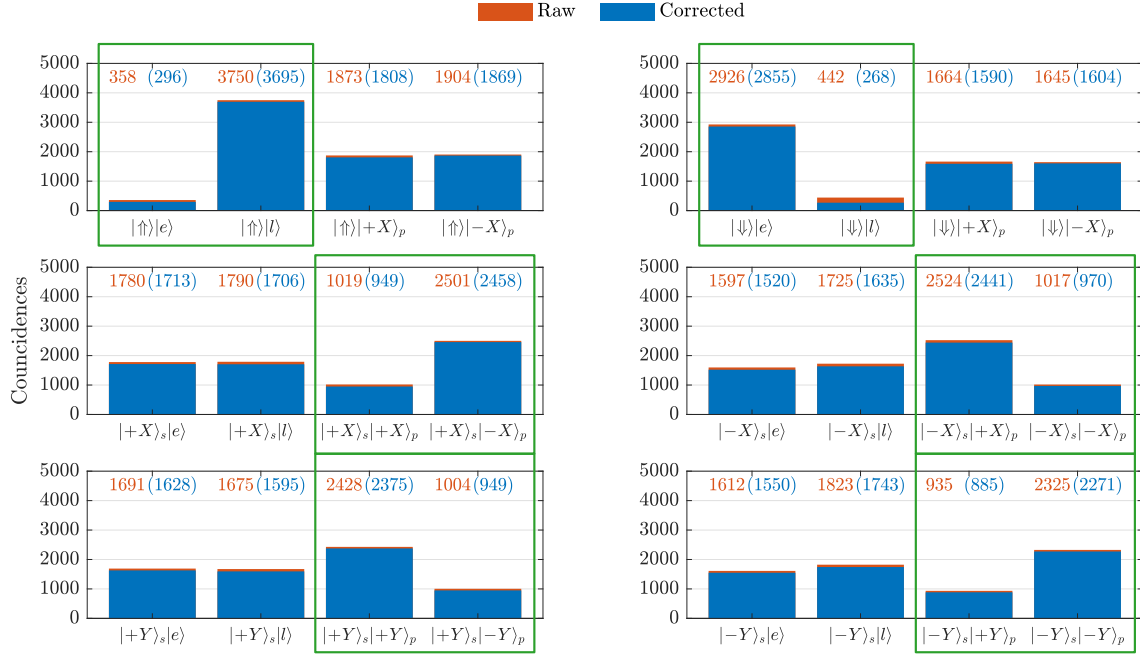 Raw Corrected
5000
4000
3000
2000
1000
0
358 (296) 3750(3695) 1873(1808) 1904(1869)
|⇑⟩|e⟩ |⇑⟩|l⟩ |⇑⟩|+X⟩p |⇑⟩|−X⟩p
5000
4000
3000
2000
1000
0
2926(2855) 442 (268) 1664(1590) 1645(1604)
|⇓⟩|e⟩ |⇓⟩|l⟩ |⇓⟩|+X⟩p |⇓⟩|−X⟩p
Councidences
5000
4000
3000
2000
1000
0
1780(1713) 1790(1706) 1019(949) 2501(2458)
|+X⟩s|e⟩ |+X⟩s|l⟩ |+X⟩s|+X⟩p |+X⟩s|−X⟩p
5000
4000
3000
2000
1000
0
1597(1520) 1725(1635) 2524(2441) 1017(970)
|−X⟩s|e⟩ |−X⟩s|l⟩ |−X⟩s|+X⟩p |−X⟩s|−X⟩p
5000
4000
3000
2000
1000
0
1691(1628) 1675(1595) 2428(2375) 1004(949)
|+Y⟩s|e⟩ |+Y⟩s|l⟩ |+Y⟩s|+Y⟩p |+Y⟩s|−Y⟩p
5000
4000
3000
2000
1000
0
1612(1550) 1823(1743) 935 (885) 2325(2271)
|−Y⟩s|e⟩ |−Y⟩s|l⟩ |−Y⟩s|+Y⟩p |−Y⟩s|−Y⟩p